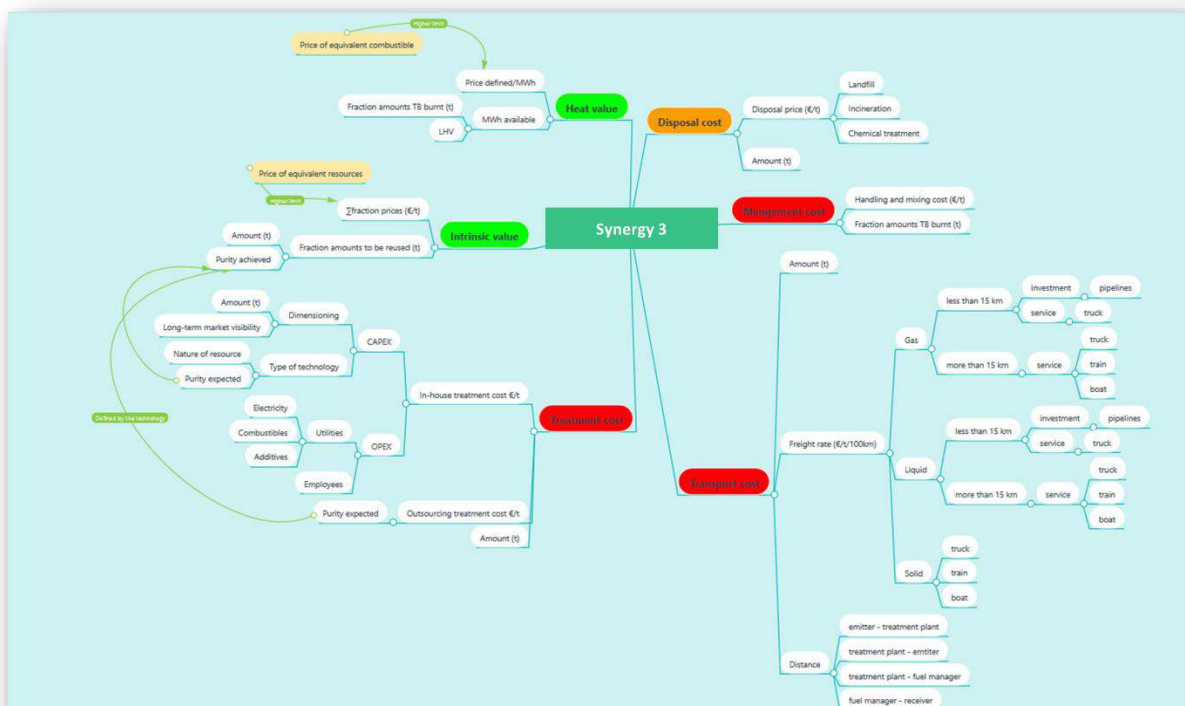 Higher limit
Price of equivalent combustible
Price defined/MWh
Fraction amounts TB burnt (t)
MWh available
LHV
Heat value
Price of equivalent resources
Higher limit
∑fraction prices (€/t)
Amount (t)
Fraction amounts to be reused (t)
Purity achieved
Intrinsic value
Amount (t)
Dimensioning
Long-term market visibility
CAPEX
Nature of resource
Type of technology
Purity expected
In-house treatment cost €/t
Defined by the technology
Electricity
Utilities
Combustibles
OPEX
Additives
Employees
Treatment cost
Purity expected
Outsourcing treatment cost €/t
Amount (t)
Synergy 3
Disposal cost
Disposal price (€/t)
Landfill
Incineration
Chemical treatment
Amount (t)
Mangement cost
Handling and mixing cost (€/t)
Fraction amounts TB burnt (t)
Transport cost
Amount (t)
Freight rate (€/t/100km)
Gas
less than 15 km
investment
pipelines
service
truck
more than 15 km
service
truck
train
boat
Liquid
less than 15 km
investment
pipelines
service
truck
more than 15 km
service
truck
train
boat
Solid
truck
train
boat
Distance
emitter - treatment plant
treatment plant - emtiter
treatment plant - fuel manager
fuel manager - receiver